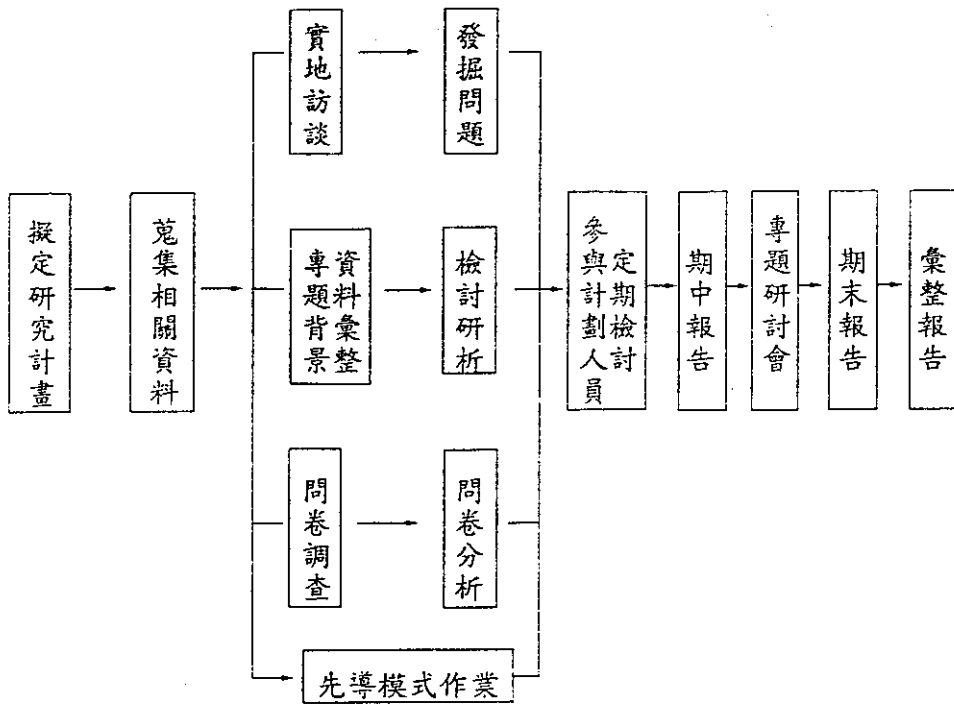 擬定研究計畫
蒐集相關資料
實地訪談
發掘問題
專題背景
資料彙整
檢討研析
問卷調查
問卷分析
先導模式作業
參與計劃人員
定期檢討
期中報告
專題研討會
期末報告
彙整報告